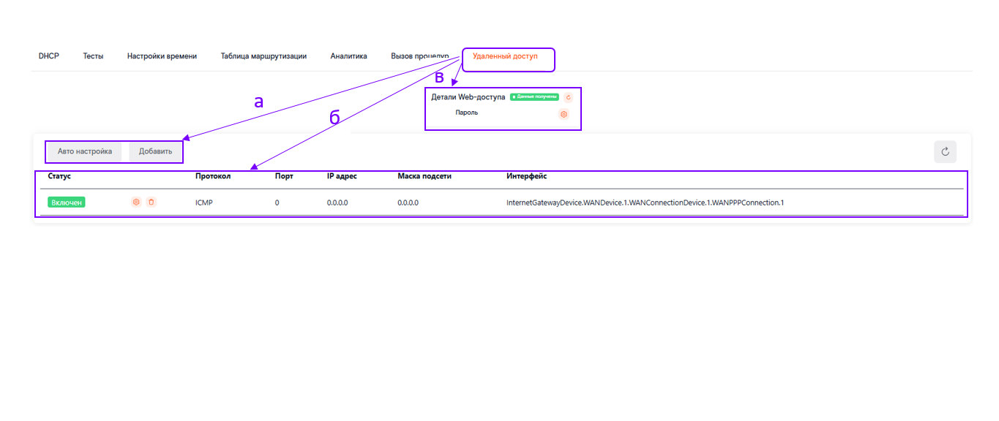 DHCP Тесты Настройки времени Таблица маршрутизации Аналитика Вызов процедур Удаленный доступ
в
Детали Web-доступа Данные получены
а
Пароль
б
Авто настройка Добавить
Статус Протокол Порт IP адрес Маска подсети Интерфейс
Включен ICMP 0 0.0.0.0 0.0.0.0 InternetGatewayDevice.WANDevice.1.WANConnectionDevice.1.WANPPPConnection.1